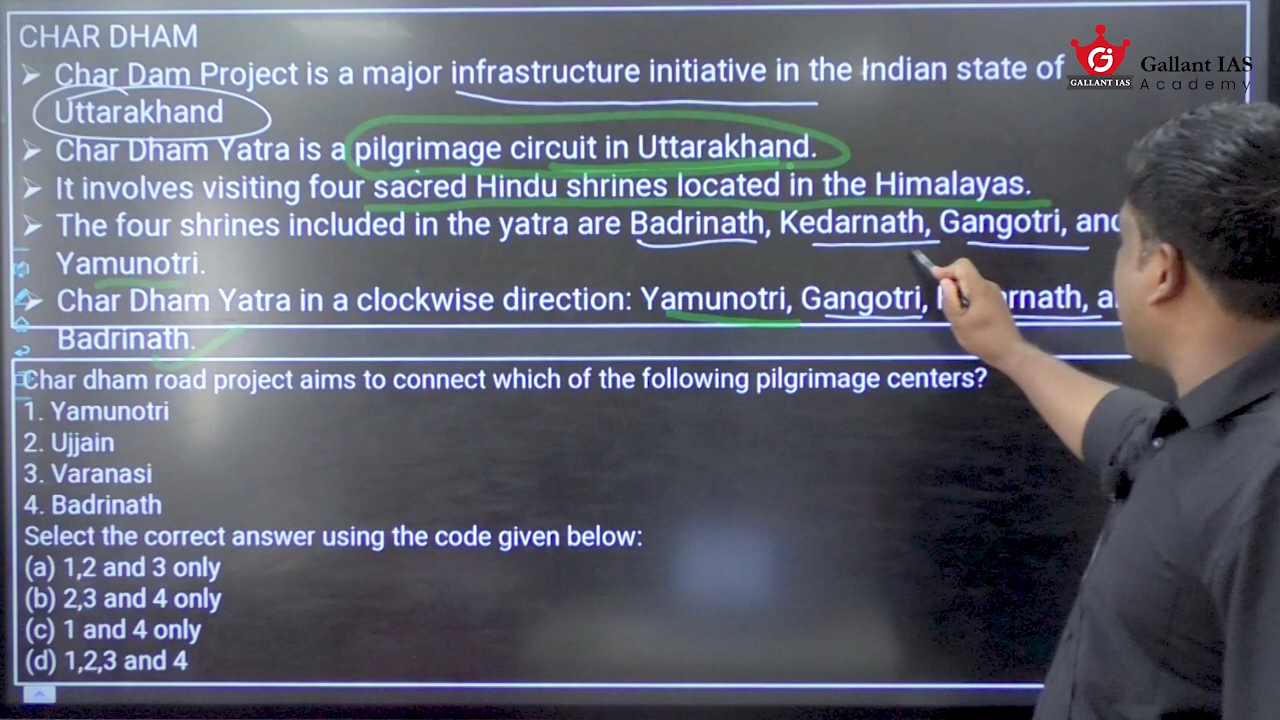 CHAR DHAM
➤ Char Dam Project is a major infrastructure initiative in the Indian state of
Uttarakhand
➤ Char Dham Yatra is a pilgrimage circuit in Uttarakhand.
➤ It involves visiting four sacred Hindu shrines located in the Himalayas.
➤ The four shrines included in the yatra are Badrinath, Kedarnath, Gangotri, and
Yamunotri.
➤ Char Dham Yatra in a clockwise direction: Yamunotri, Gangotri,
Badrinath.
Char dham road project aims to connect which of the following pilgrimage centers?
1. Yamunotri
2. Ujjain
3. Varanasi
4. Badrinath
Select the correct answer using the code given below:
(a) 1,2 and 3 only
(b) 2,3 and 4 only
(c) 1 and 4 only
(d) 1,2,3 and 4
Gi
GALLANT IAS
Gallant IAS
Academy